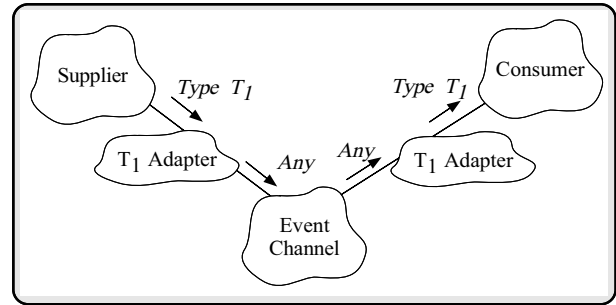 Supplier
Consumer
Type T1
Type T1
T1 Adapter
Any
Any
T1 Adapter
Event
Channel